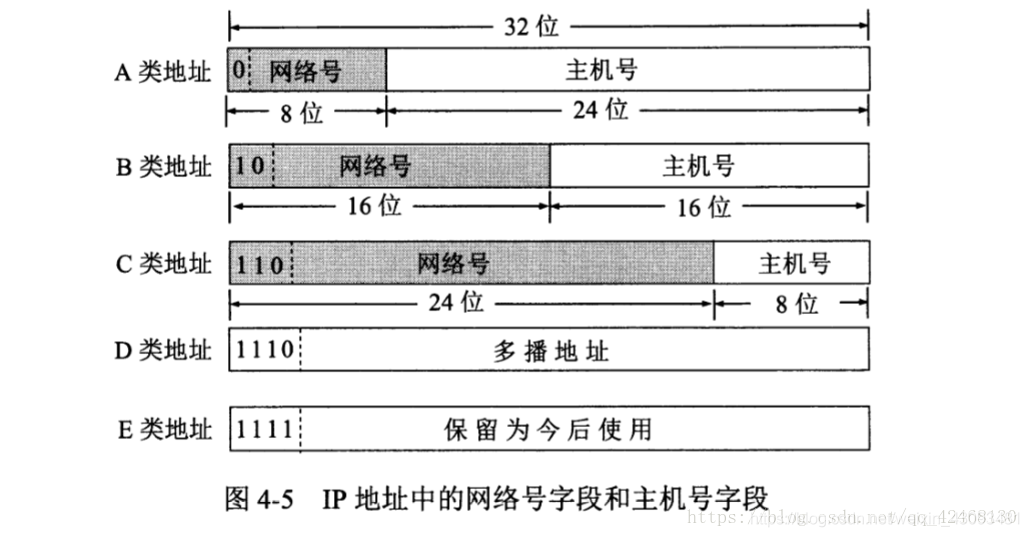 32 位
A 类地址 0 网络号 主机号
8 位 24 位
B 类地址 10 网络号 主机号
16 位 16 位
C 类地址 110 网络号 主机号
24 位 8 位
D 类地址 1110 多播地址
E 类地址 1111 保留为今后使用
图 4-5 IP 地址中的网络号字段和主机号字段
https://blog.csdn.net/qq_42468130